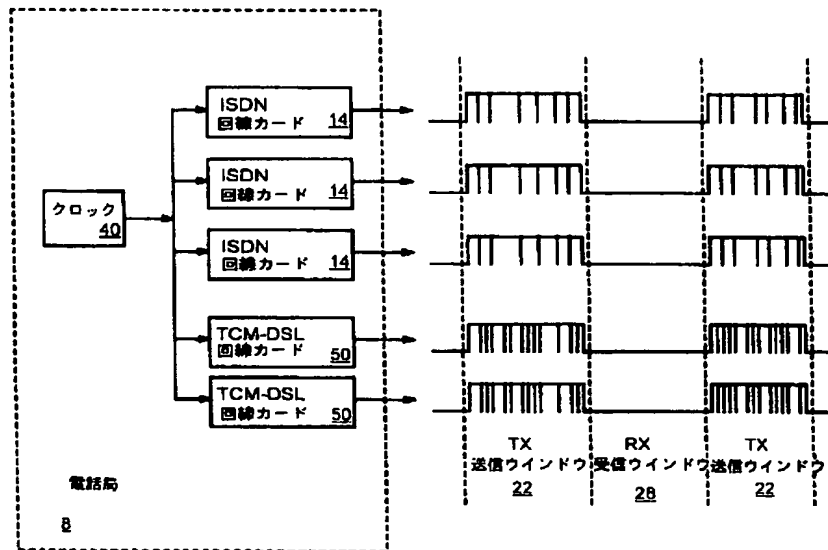 ISDN
回線カード 14
ISDN
回線カード 14
クロック
40
ISDN
回線カード 14
TCM-DSL
回線カード 50
TCM-DSL
回線カード 50
電話局
8
TX
送信ウインドウ
22
RX
受信ウインドウ
28
TX
送信ウインドウ
22